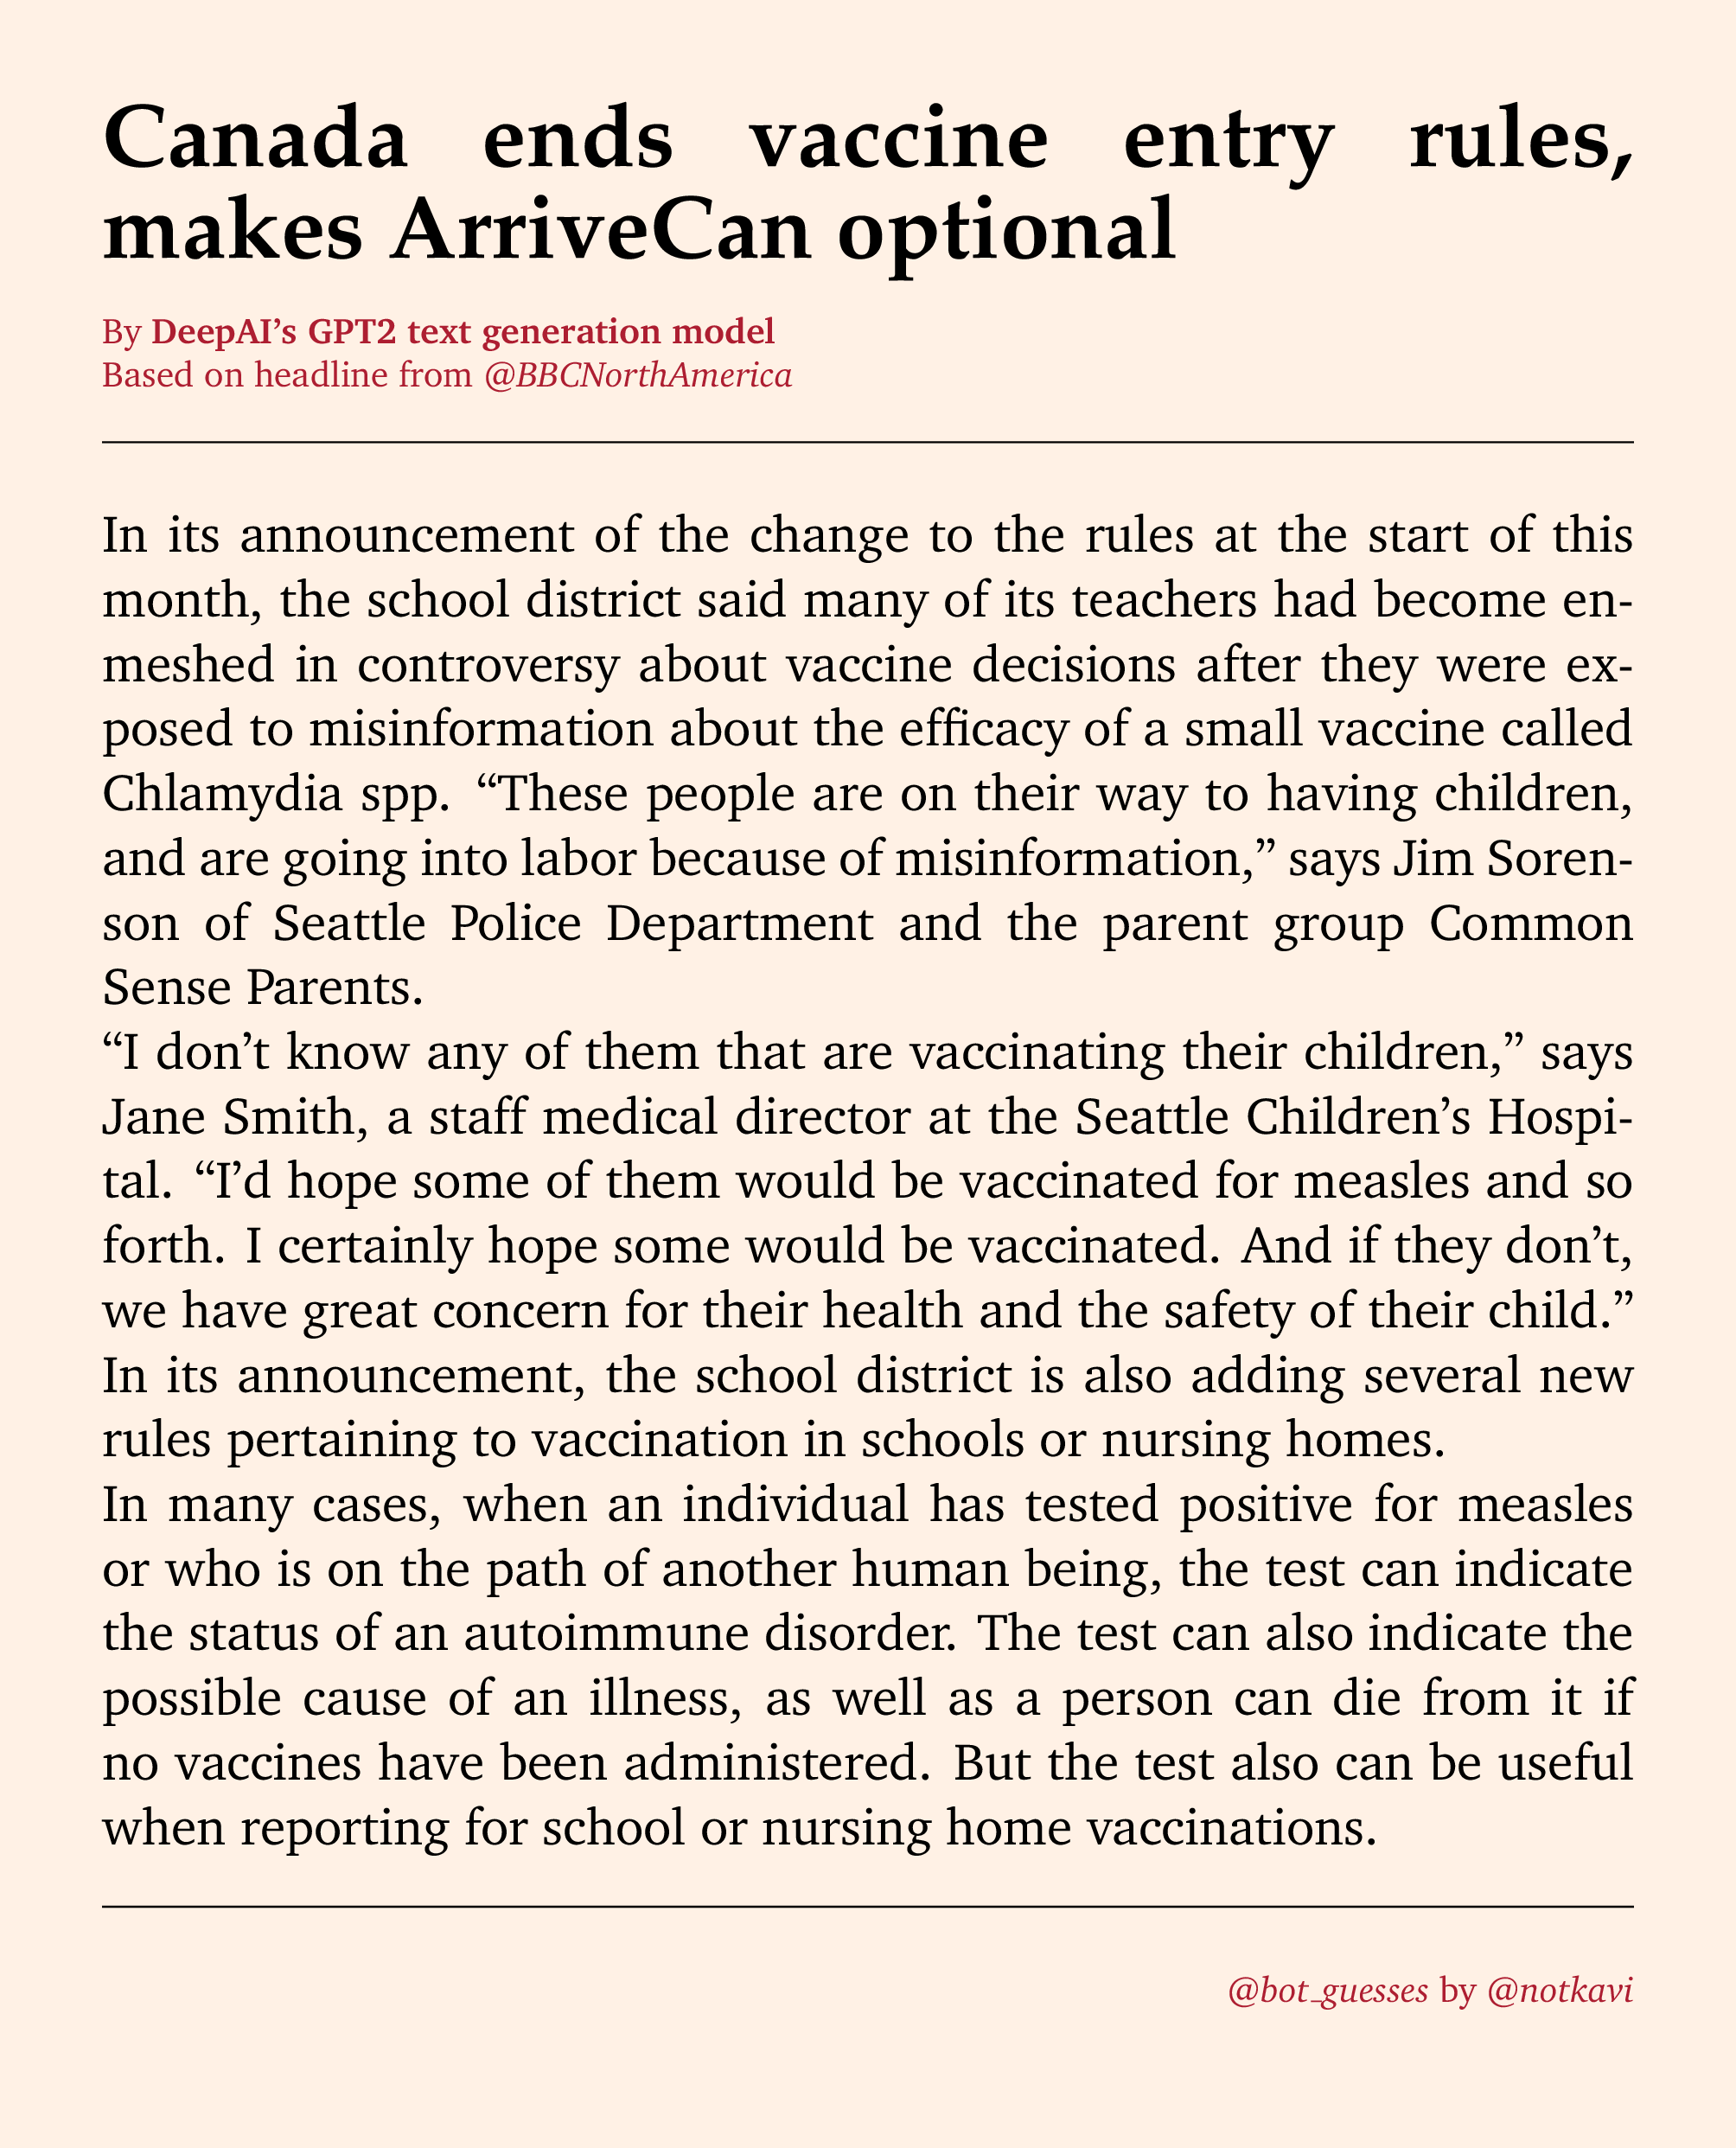 Canada ends vaccine entry rules,
makes ArriveCan optional
By DeepAI’s GPT2 text generation model
Based on headline from @BBCNorthAmerica
In its announcement of the change to the rules at the start of this
month, the school district said many of its teachers had become en-
meshed in controversy about vaccine decisions after they were ex-
posed to misinformation about the efficacy of a small vaccine called
Chlamydia spp. “These people are on their way to having children,
and are going into labor because of misinformation,” says Jim Soren-
son of Seattle Police Department and the parent group Common
Sense Parents.
“I don’t know any of them that are vaccinating their children,” says
Jane Smith, a staff medical director at the Seattle Children’s Hospi-
tal. “I’d hope some of them would be vaccinated for measles and so
forth. I certainly hope some would be vaccinated. And if they don’t,
we have great concern for their health and the safety of their child.”
In its announcement, the school district is also adding several new
rules pertaining to vaccination in schools or nursing homes.
In many cases, when an individual has tested positive for measles
or who is on the path of another human being, the test can indicate
the status of an autoimmune disorder. The test can also indicate the
possible cause of an illness, as well as a person can die from it if
no vaccines have been administered. But the test also can be useful
when reporting for school or nursing home vaccinations.
@bot_guesses by @notkavi